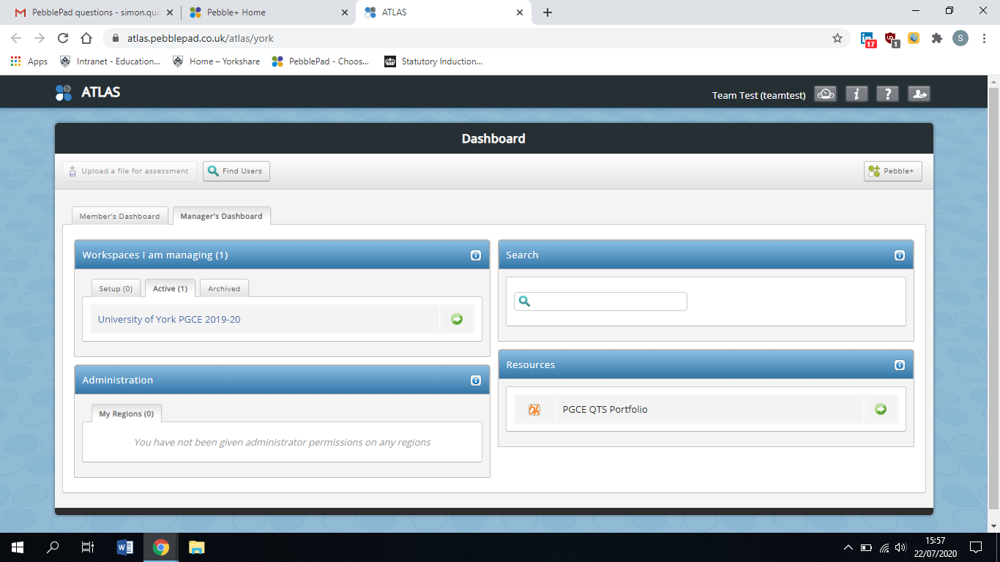 PebblePad questions - simon.qui
Pebble+ Home
ATLAS
atlas.pebblepad.co.uk/atlas/york
17
1
S
Apps
Intranet - Education...
Home – Yorkshare
PebblePad - Choos...
Statutory Induction...
ATLAS
Team Test (teamtest)
i
?
Dashboard
Upload a file for assessment
Find Users
Pebble+
Member's Dashboard
Manager's Dashboard
Workspaces I am managing (1)
Search
Setup (0)
Active (1)
Archived
University of York PGCE 2019-20
Administration
Resources
My Regions (0)
PGCE QTS Portfolio
You have not been given administrator permissions on any regions
15:57
22/07/2020